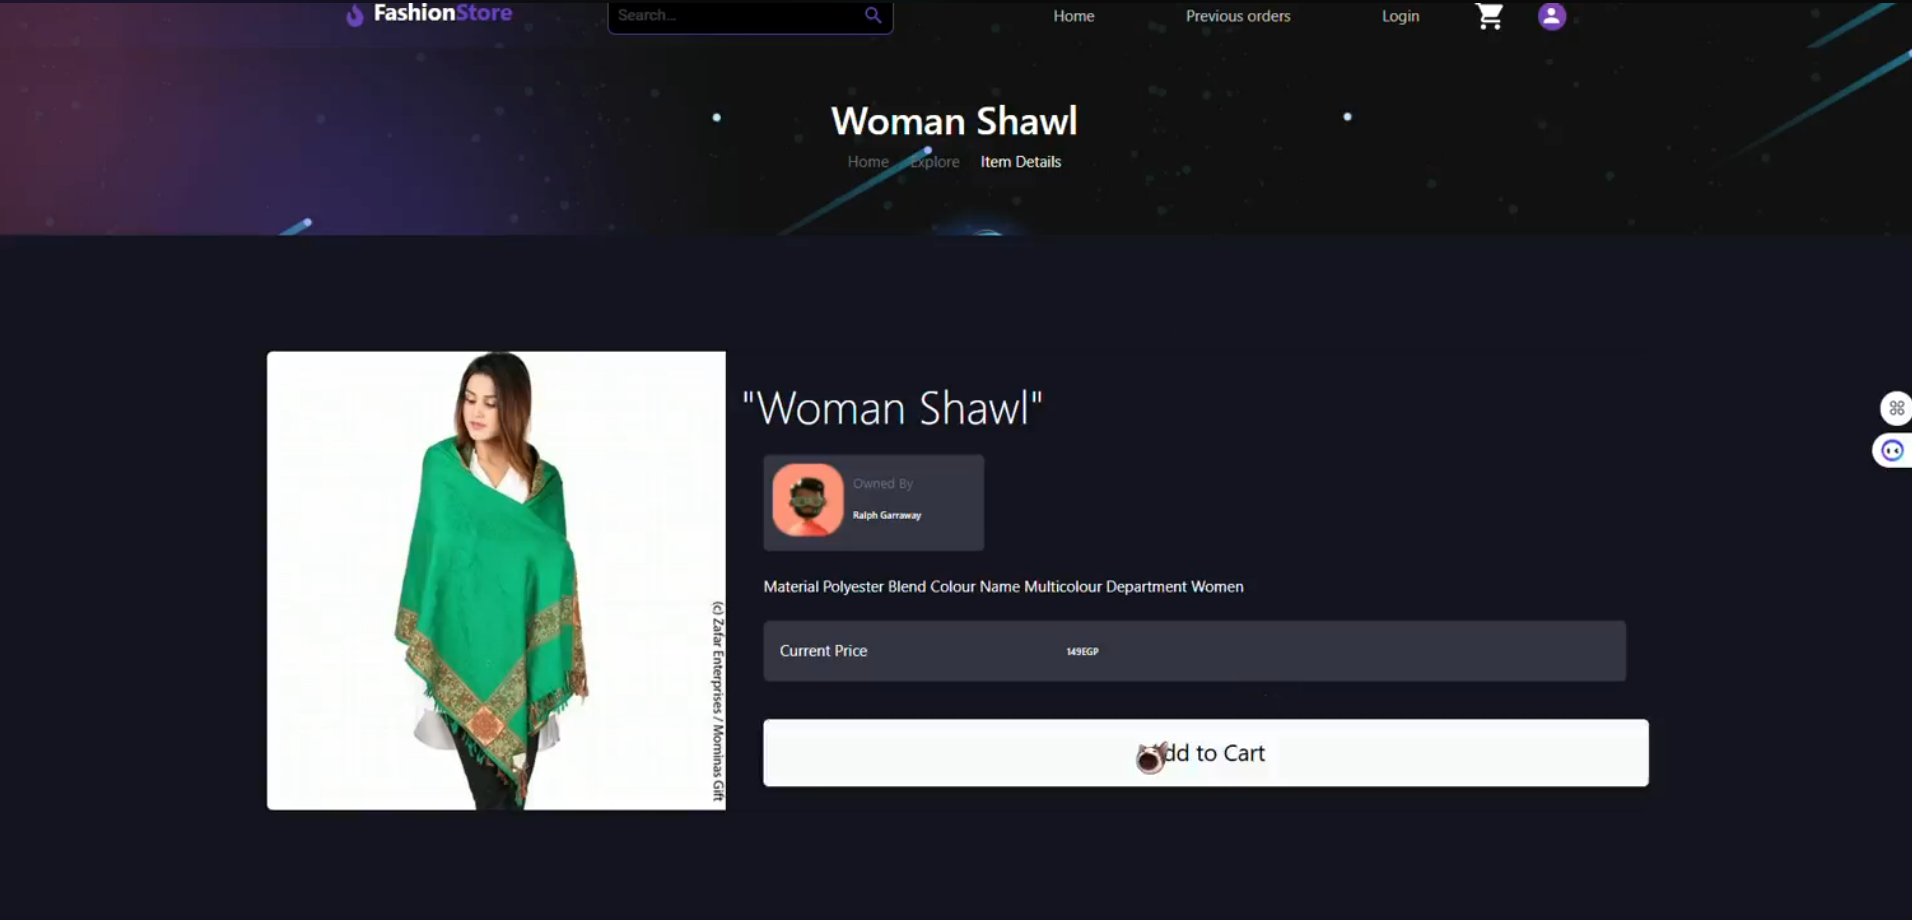 FashionStore
Search...
Home
Previous orders
Login
Woman Shawl
Home
Explore
Item Details
"Woman Shawl"
Owned By
Ralph Garraway
Material Polyester Blend Colour Name Multicolour Department Women
Current Price
149EGP
dd to Cart
(c) Zafar Enterprises / Mominas Gift